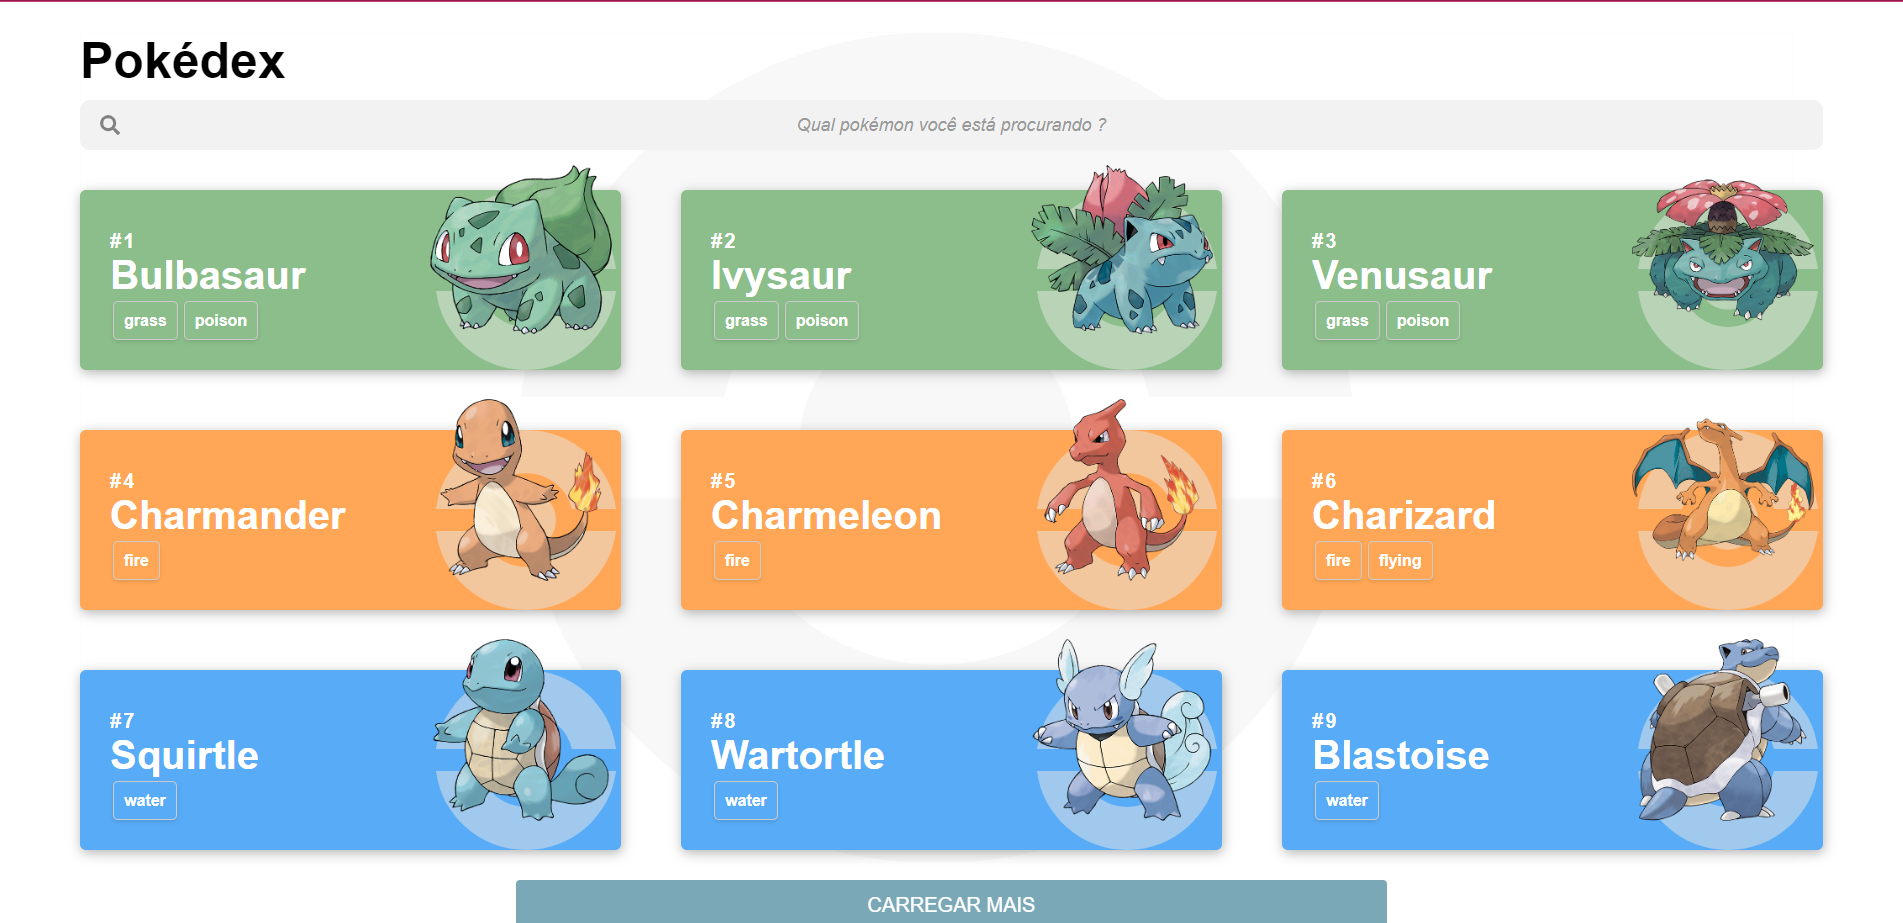 Pokédex
Qual pokémon você está procurando ?
#1
Bulbasaur
grass poison
#2
Ivysaur
grass poison
#3
Venusaur
grass poison
#4
Charmander
fire
#5
Charmeleon
fire
#6
Charizard
fire flying
#7
Squirtle
water
#8
Wartortle
water
#9
Blastoise
water
CARREGAR MAIS